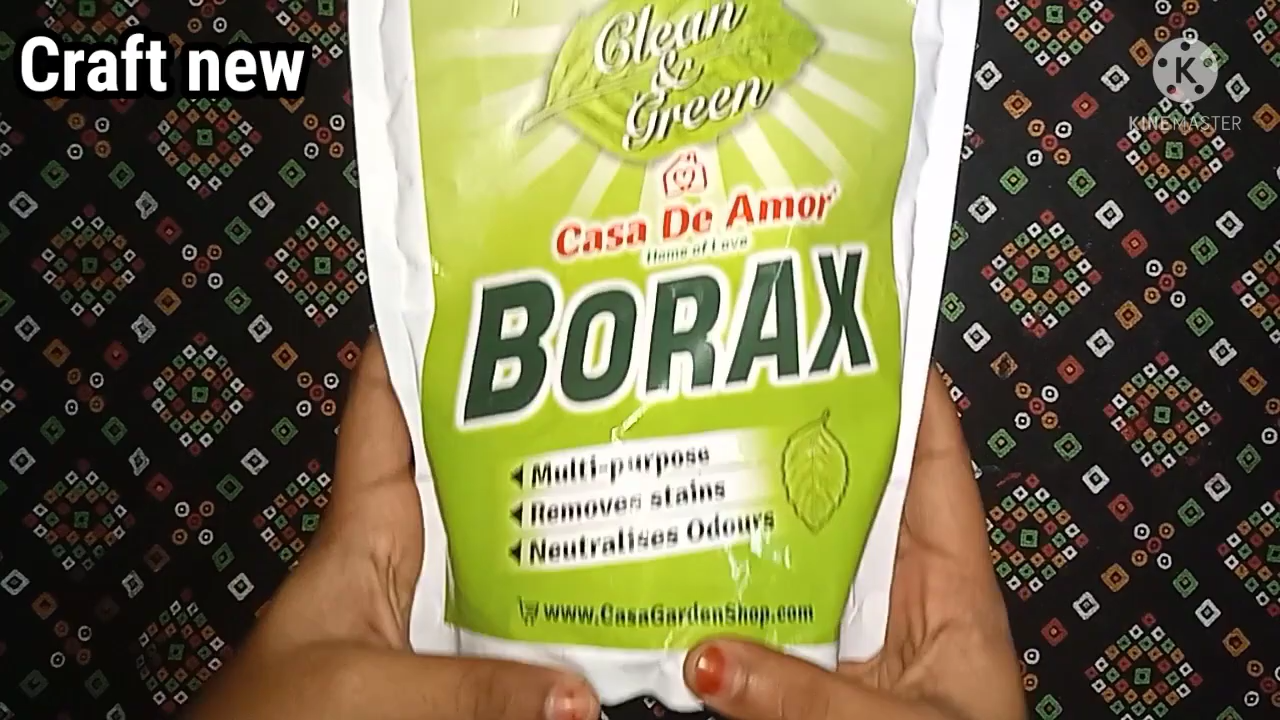 Craft new
K
KINEMASTER
Clean
&
Green
Casa De Amor
Home of Love
BORAX
Multi-purpose
Removes stains
Neutralises Odours
www.CasaGardenShop.com